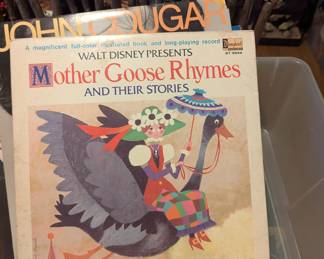 JOHN COUGAR
A magnificent full-color illustrated book and long-playing record
WALT DISNEY PRESENTS
Mother Goose Rhymes
AND THEIR STORIES